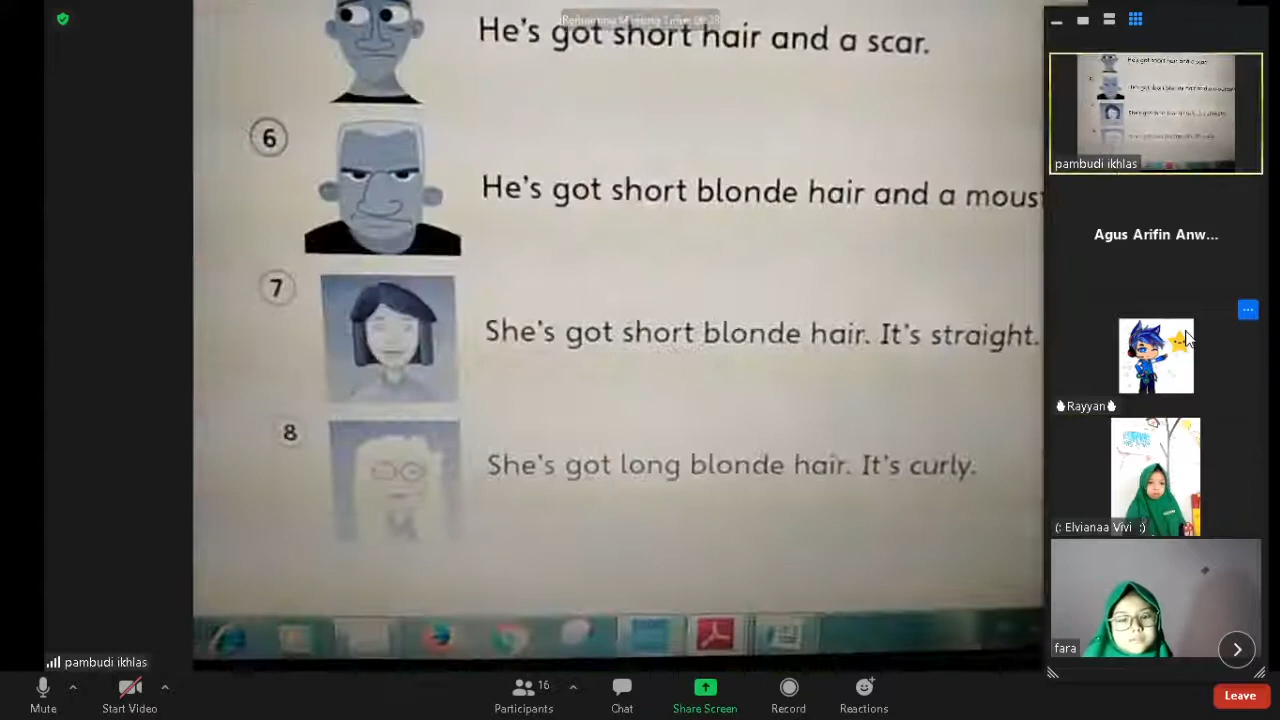 He's got short hair and a scar.
6
He's got short blonde hair and a
7
She's got short blonde hair. It's straight.
8
She's got long blonde hair. It's curly.
pambudi ikhlas
pambudi ikhlas
Agus Arifin Anw...
Rayyan
(: Elvianaa Vivi :)
fara
Mute
Start Video
16
Participants
Chat
Share Screen
Record
Reactions
Leave